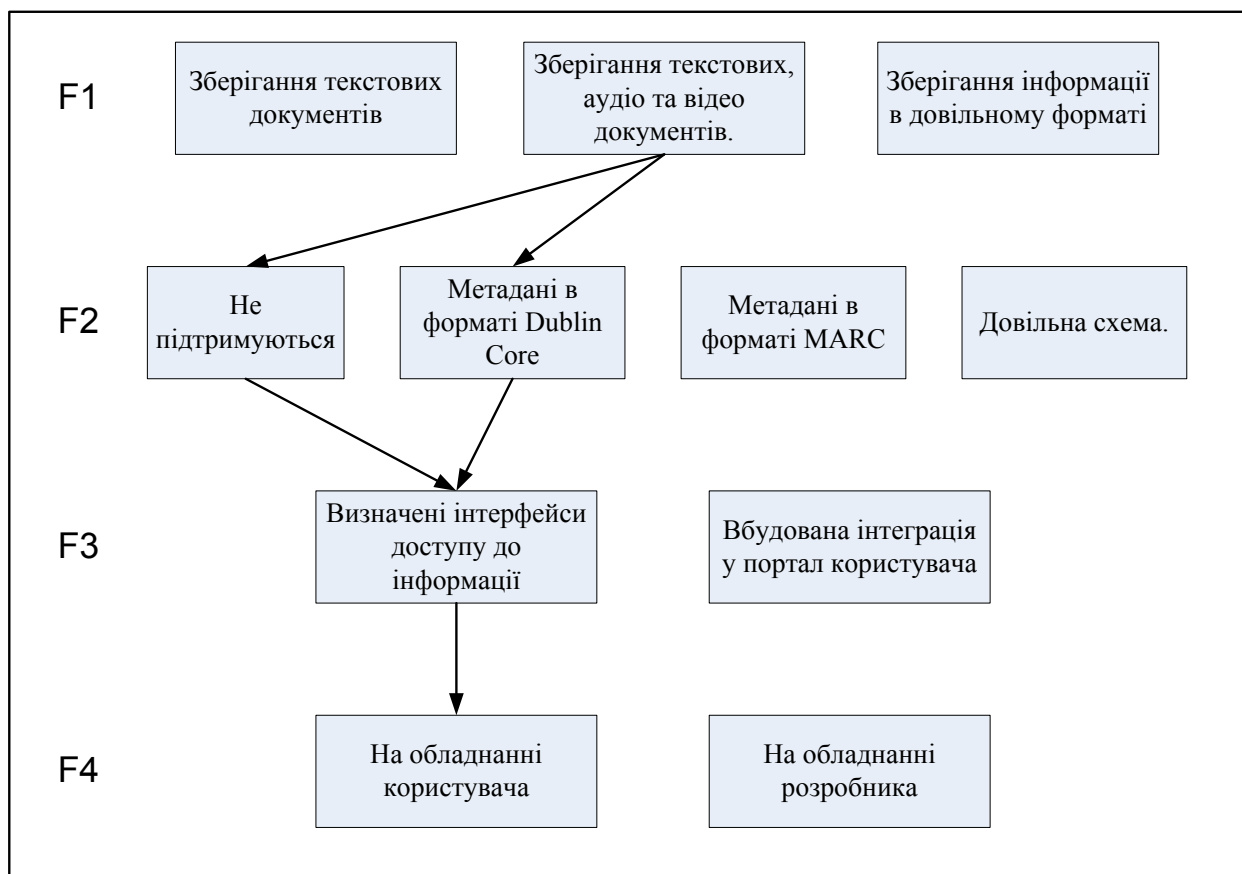 F1
Зберігання текстових
документів
Зберігання текстових,
аудіо та відео
документів.
Зберігання інформації
в довільному форматі
F2
Не
підтримуються
Метадані в
форматі Dublin
Core
Метадані в
форматі MARC
Довільна схема.
F3
Визначені інтерфейси
доступу до
інформації
Вбудована інтеграція
у портал користувача
F4
На обладнанні
користувача
На обладнанні
розробника